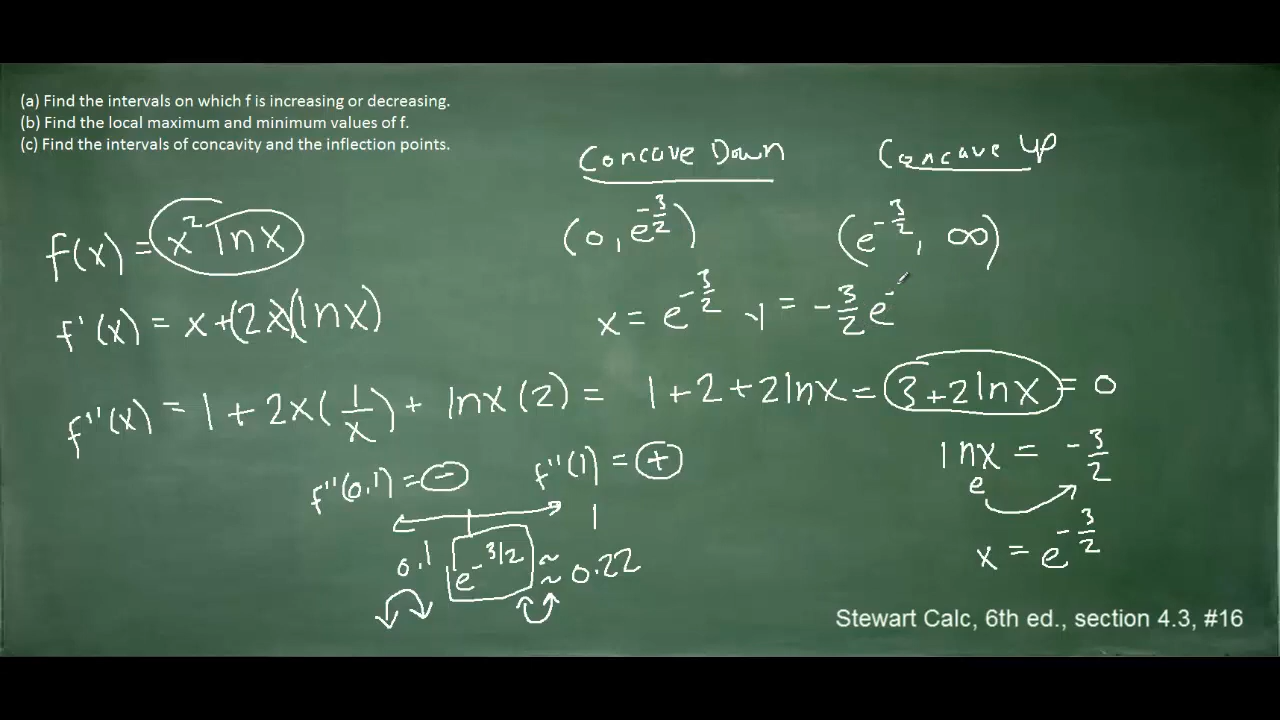 (a) Find the intervals on which f is increasing or decreasing.
(b) Find the local maximum and minimum values of f.
(c) Find the intervals of concavity and the inflection points.
Concave Down
Concave Up
(0, e^{-3/2})
(e^{-3/2}, ∞)
f(x) = x² ln x
f'(x) = x + (2x)(ln x)
x = e^{-3/2} y = -3/2 e^-
f''(x) = 1 + 2x(1/x) + ln x (2) = 1 + 2 + 2 ln x = 3 + 2 ln x = 0
f''(0.1) = -
f''(1) = +
ln x = -3/2
e
0.1
e^{-3/2} ≈ 0.22
1
x = e^{-3/2}
Stewart Calc, 6th ed., section 4.3, #16